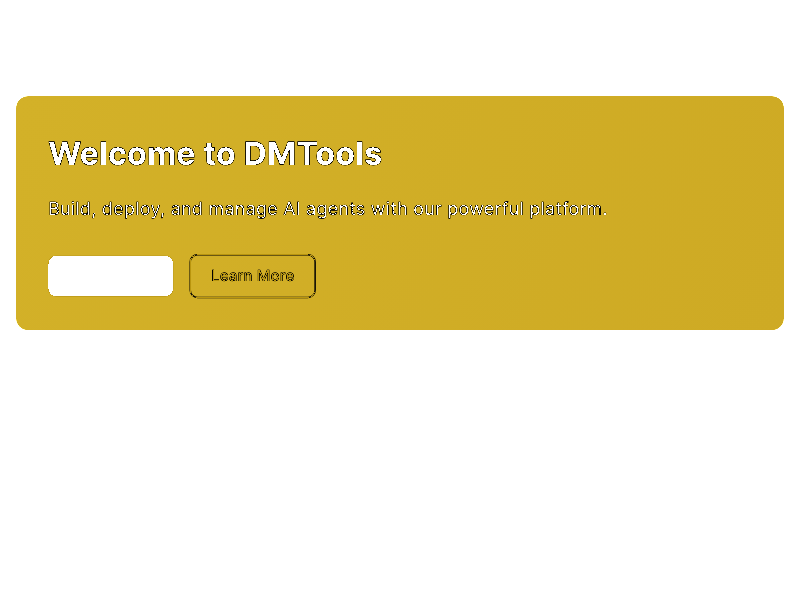 Welcome to DMTools
Build, deploy, and manage AI agents with our powerful platform.
Learn More